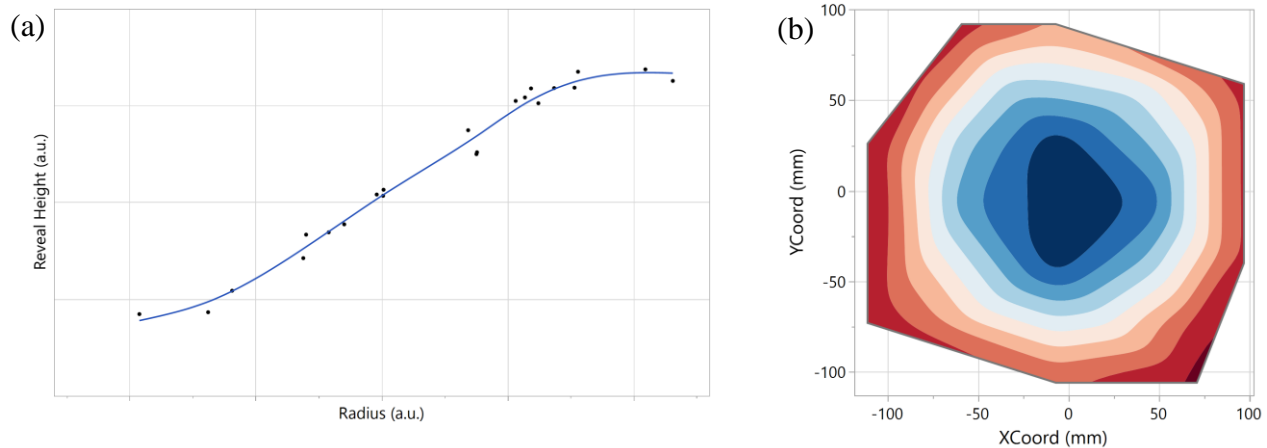 (a)
Reveal Height (a.u.)
Radius (a.u.)
(b)
100
50
0
-50
-100
YCoord (mm)
-100 -50 0 50 100
XCoord (mm)